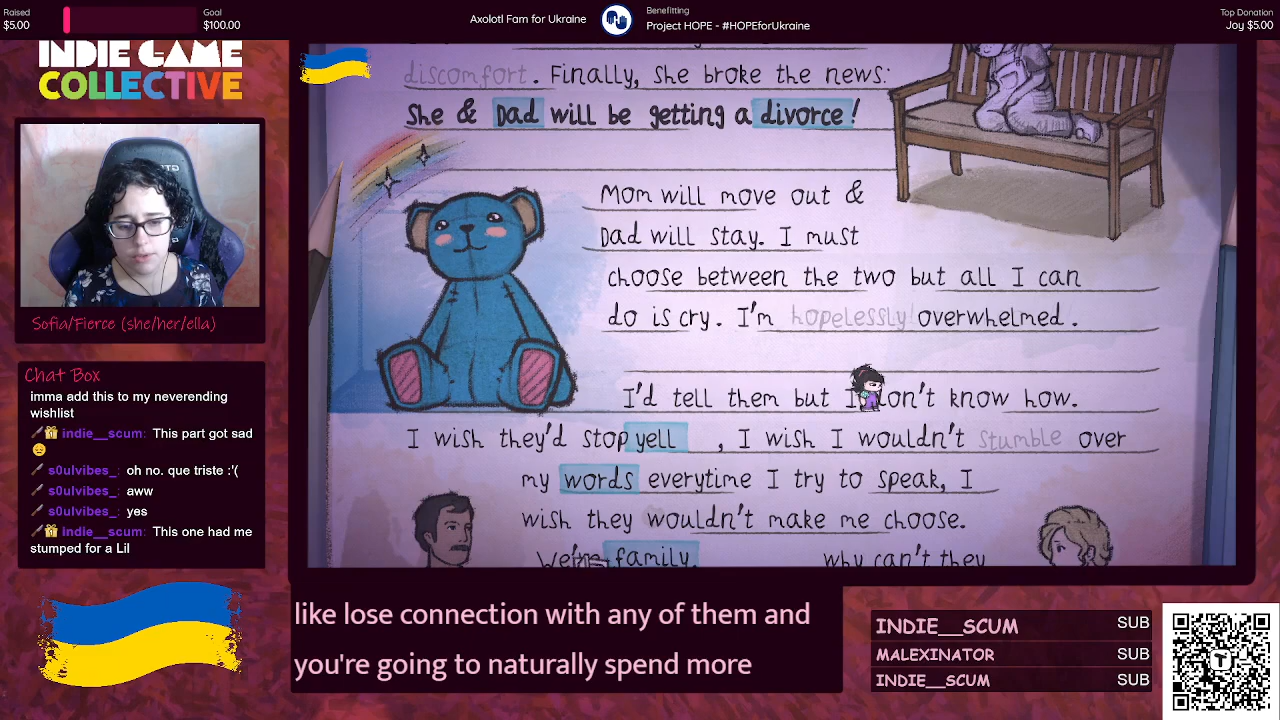 Raised
$5.00
Goal
$100.00
Axolotl Fam for Ukraine
Benefitting
Project HOPE - #HOPEforUkraine
Top Donation
Joy $5.00
INDIE GAME
COLLECTIVE
Sofia/Fierce (she/her/ella)
Chat Box
imma add this to my neverending
wishlist
indie__scum: This part got sad
s0ulvibes_: oh no. que triste :'(
s0ulvibes_: aww
s0ulvibes_: yes
indie__scum: This one had me
stumped for a Lil
discomfort. Finally, she broke the news:
She & Dad will be getting a divorce!
Mom will move out &
Dad will stay. I must
choose between the two but all I can
do is cry. I'm hopelessly overwhelmed.
I'd tell them but I don't know how.
I wish they'd stop yell, I wish I wouldn't stumble over
my words everytime I try to speak, I
wish they wouldn't make me choose.
We're family. why can't they
like lose connection with any of them and
you're going to naturally spend more
INDIE__SCUM SUB
MALEXINATOR SUB
INDIE__SCUM SUB